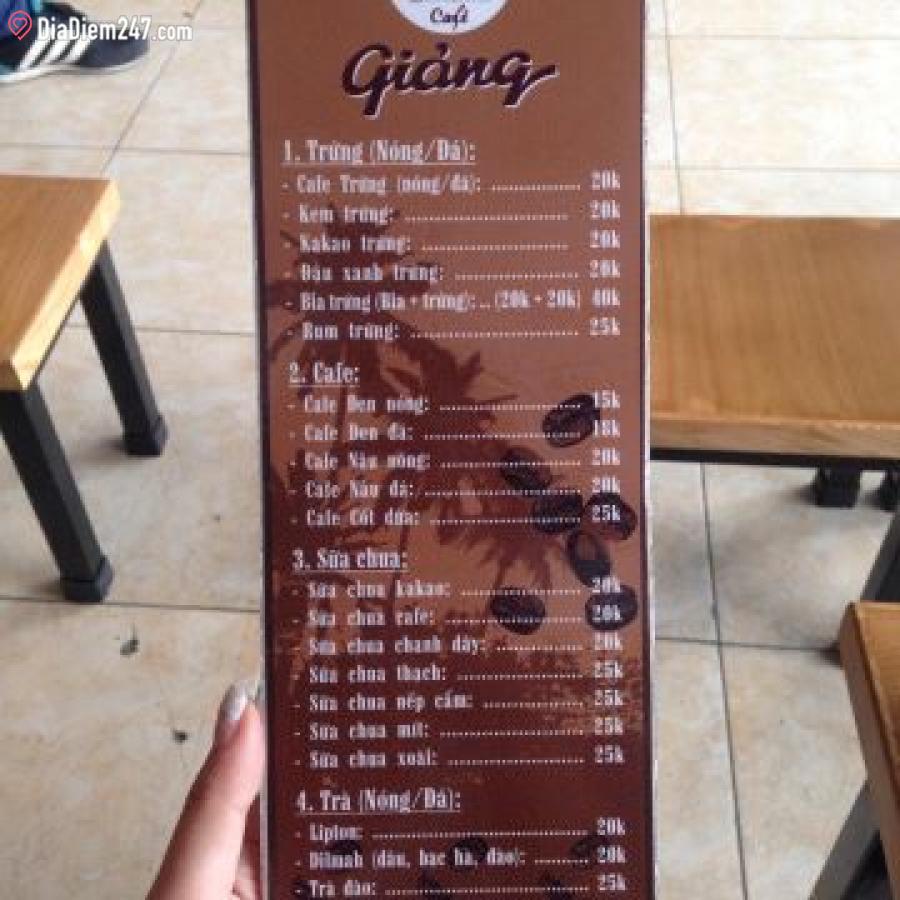 DiaDiem247.com
Café
Giảng
1. Trứng (Nóng/Đá):
- Cafe Trứng (nóng/đá): .................. 20k
- Kem trứng: .................. 20k
- Kakao trứng: .................. 20k
- Đậu xanh trứng: .................. 20k
- Bia trứng (Bia + trứng): .. (20k + 20k) 40k
- Rum trứng: .................. 25k
2. Cafe:
- Cafe Đen nóng: .................. 15k
- Cafe Đen đá: .................. 18k
- Cafe Nâu nóng: .................. 20k
- Cafe Nâu đá: .................. 20k
- Cafe Cốt dừa: .................. 25k
3. Sữa chua:
- Sữa chua kakao: .................. 20k
- Sữa chua cafe: .................. 20k
- Sữa chua chanh dây: .................. 20k
- Sữa chua thạch: .................. 25k
- Sữa chua nếp cẩm: .................. 25k
- Sữa chua mít: .................. 25k
- Sữa chua xoài: .................. 25k
4. Trà (Nóng/Đá):
- Lipton: .................. 20k
- Dilmah (dâu, bạc hà, đào): .......... 20k
- Trà đào: .................. 25k